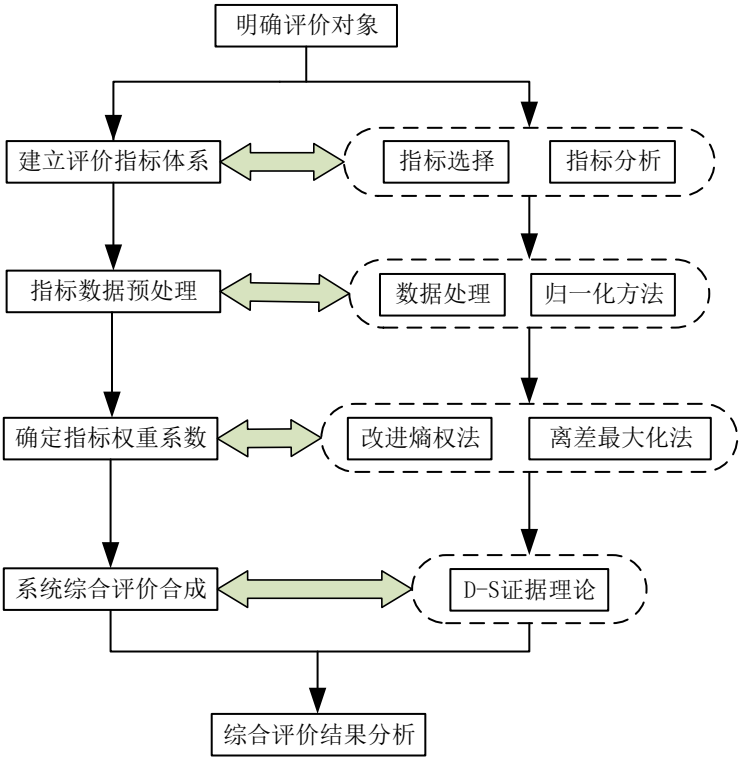 明确评价对象
建立评价指标体系
指标选择
指标分析
指标数据预处理
数据处理
归一化方法
确定指标权重系数
改进熵权法
离差最大化法
系统综合评价合成
D-S证据理论
综合评价结果分析